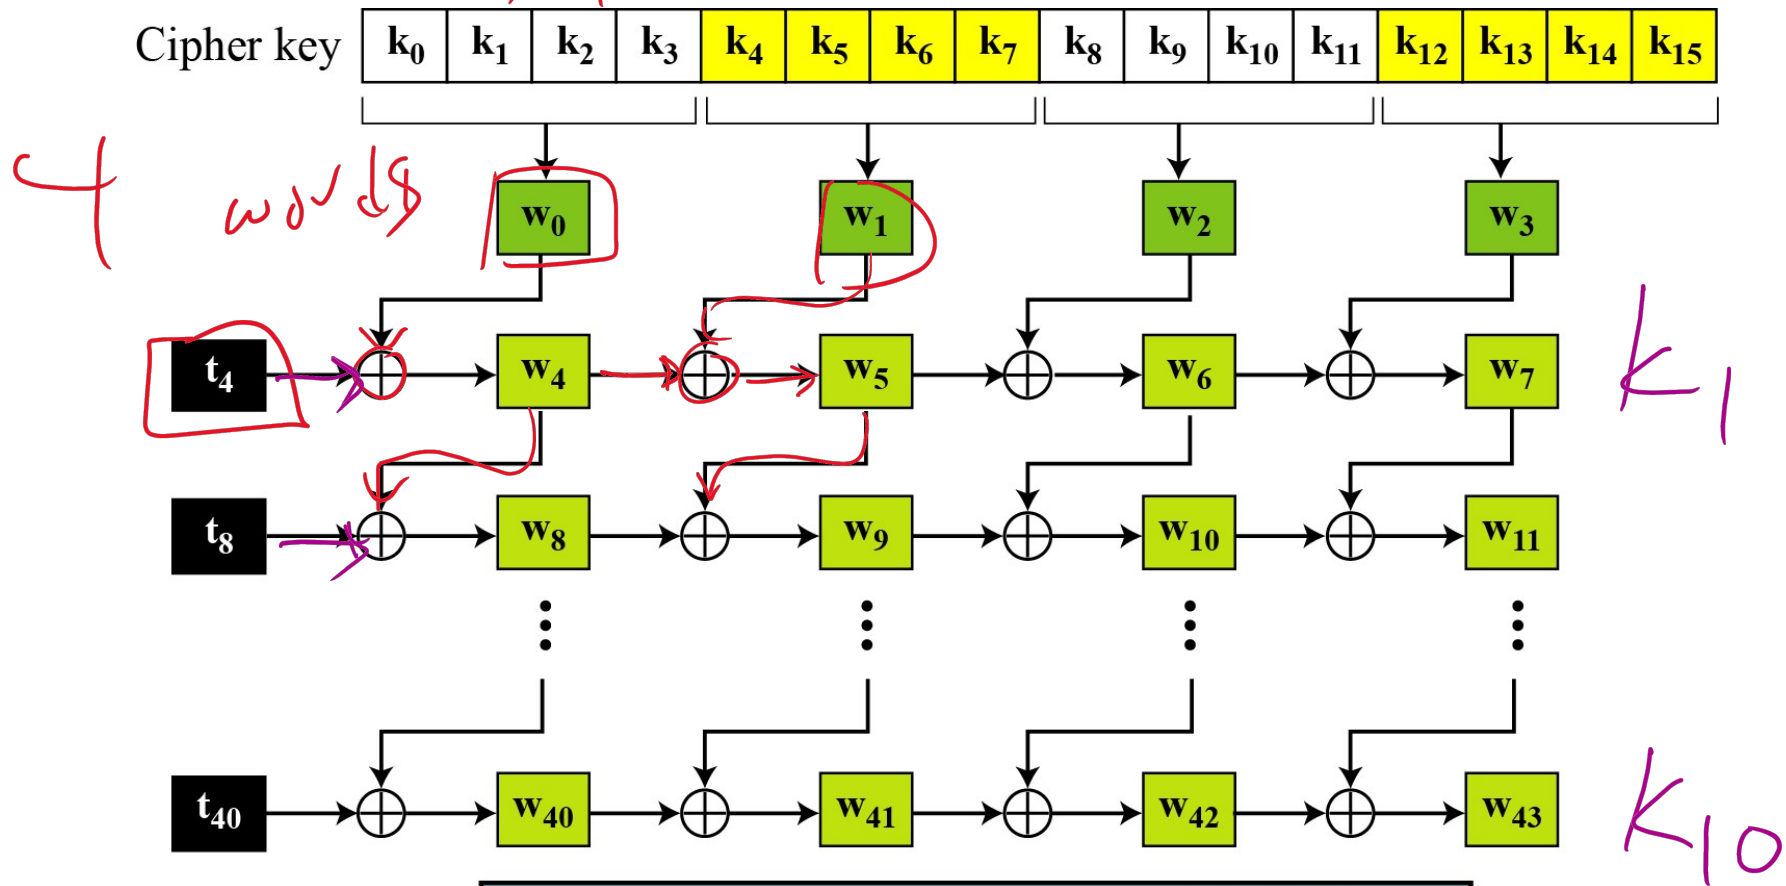 Cipher key k₀ k₁ k₂ k₃ k₄ k₅ k₆ k₇ k₈ k₉ k₁₀ k₁₁ k₁₂ k₁₃ k₁₄ k₁₅
4 words w₀ w₁ w₂ w₃
t₄ w₄ w₅ w₆ w₇ K₁
t₈ w₈ w₉ w₁₀ w₁₁
t₄₀ w₄₀ w₄₁ w₄₂ w₄₃ K₁₀